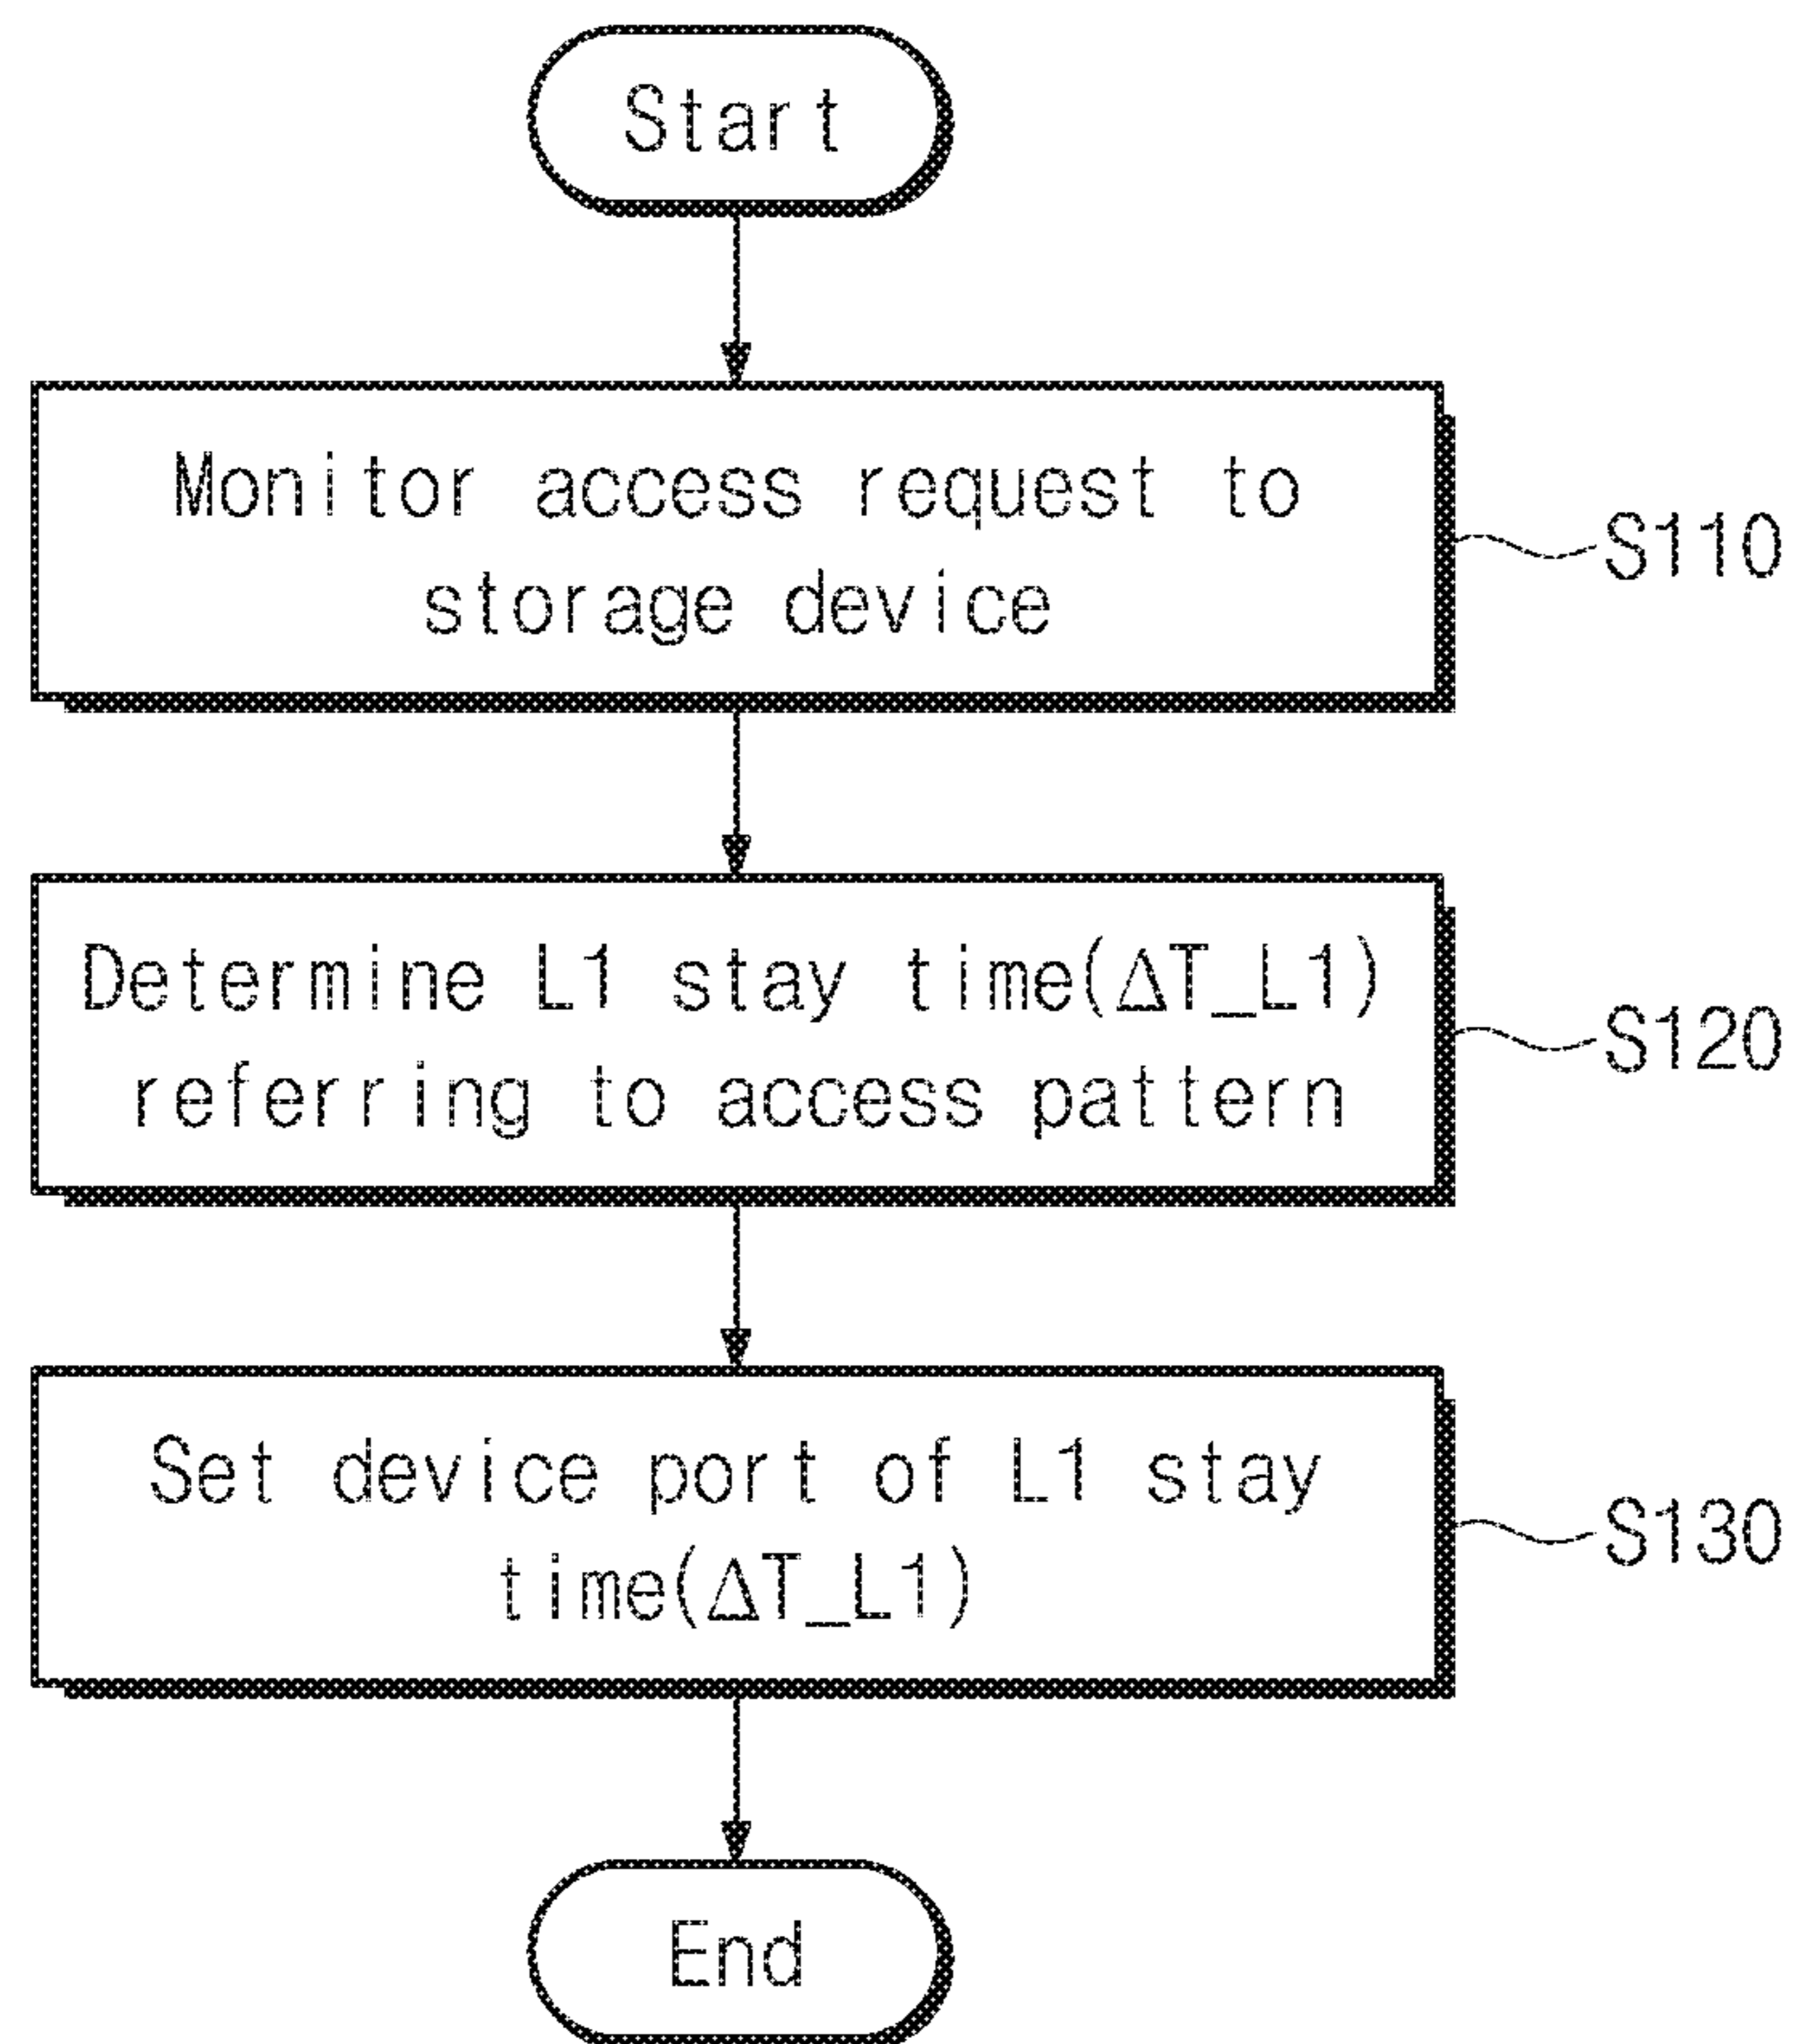 Start
Monitor access request to
storage device
S110
Determine L1 stay time(ΔT_L1)
referring to access pattern
S120
Set device port of L1 stay
time(ΔT_L1)
S130
End